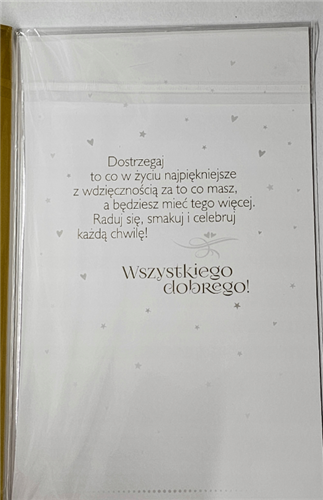 Dostrzegaj
to co w życiu najpiękniejsze
z wdzięcznością za to co masz,
a będziesz mieć tego więcej.
Raduj się, smakuj i celebruj
każdą chwilę!
Wszystkiego
dobrego!